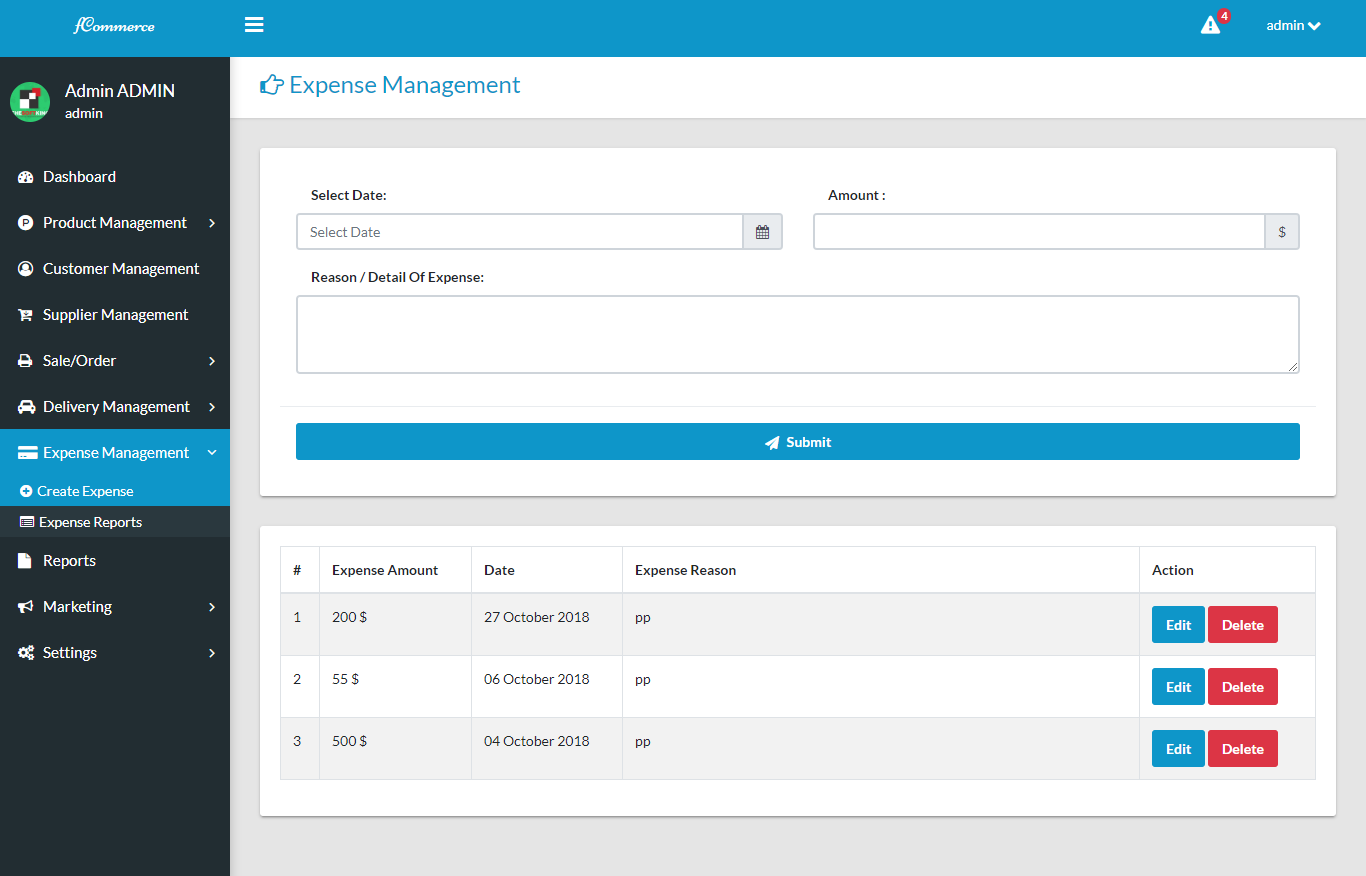 fCommerce
4
admin
Admin ADMIN
admin
Expense Management
Dashboard
Product Management
Customer Management
Supplier Management
Sale/Order
Delivery Management
Expense Management
Create Expense
Expense Reports
Reports
Marketing
Settings
Select Date:
Amount :
Select Date
$
Reason / Detail Of Expense:
Submit
# Expense Amount Date Expense Reason Action
1 200 $ 27 October 2018 pp Edit Delete
2 55 $ 06 October 2018 pp Edit Delete
3 500 $ 04 October 2018 pp Edit Delete